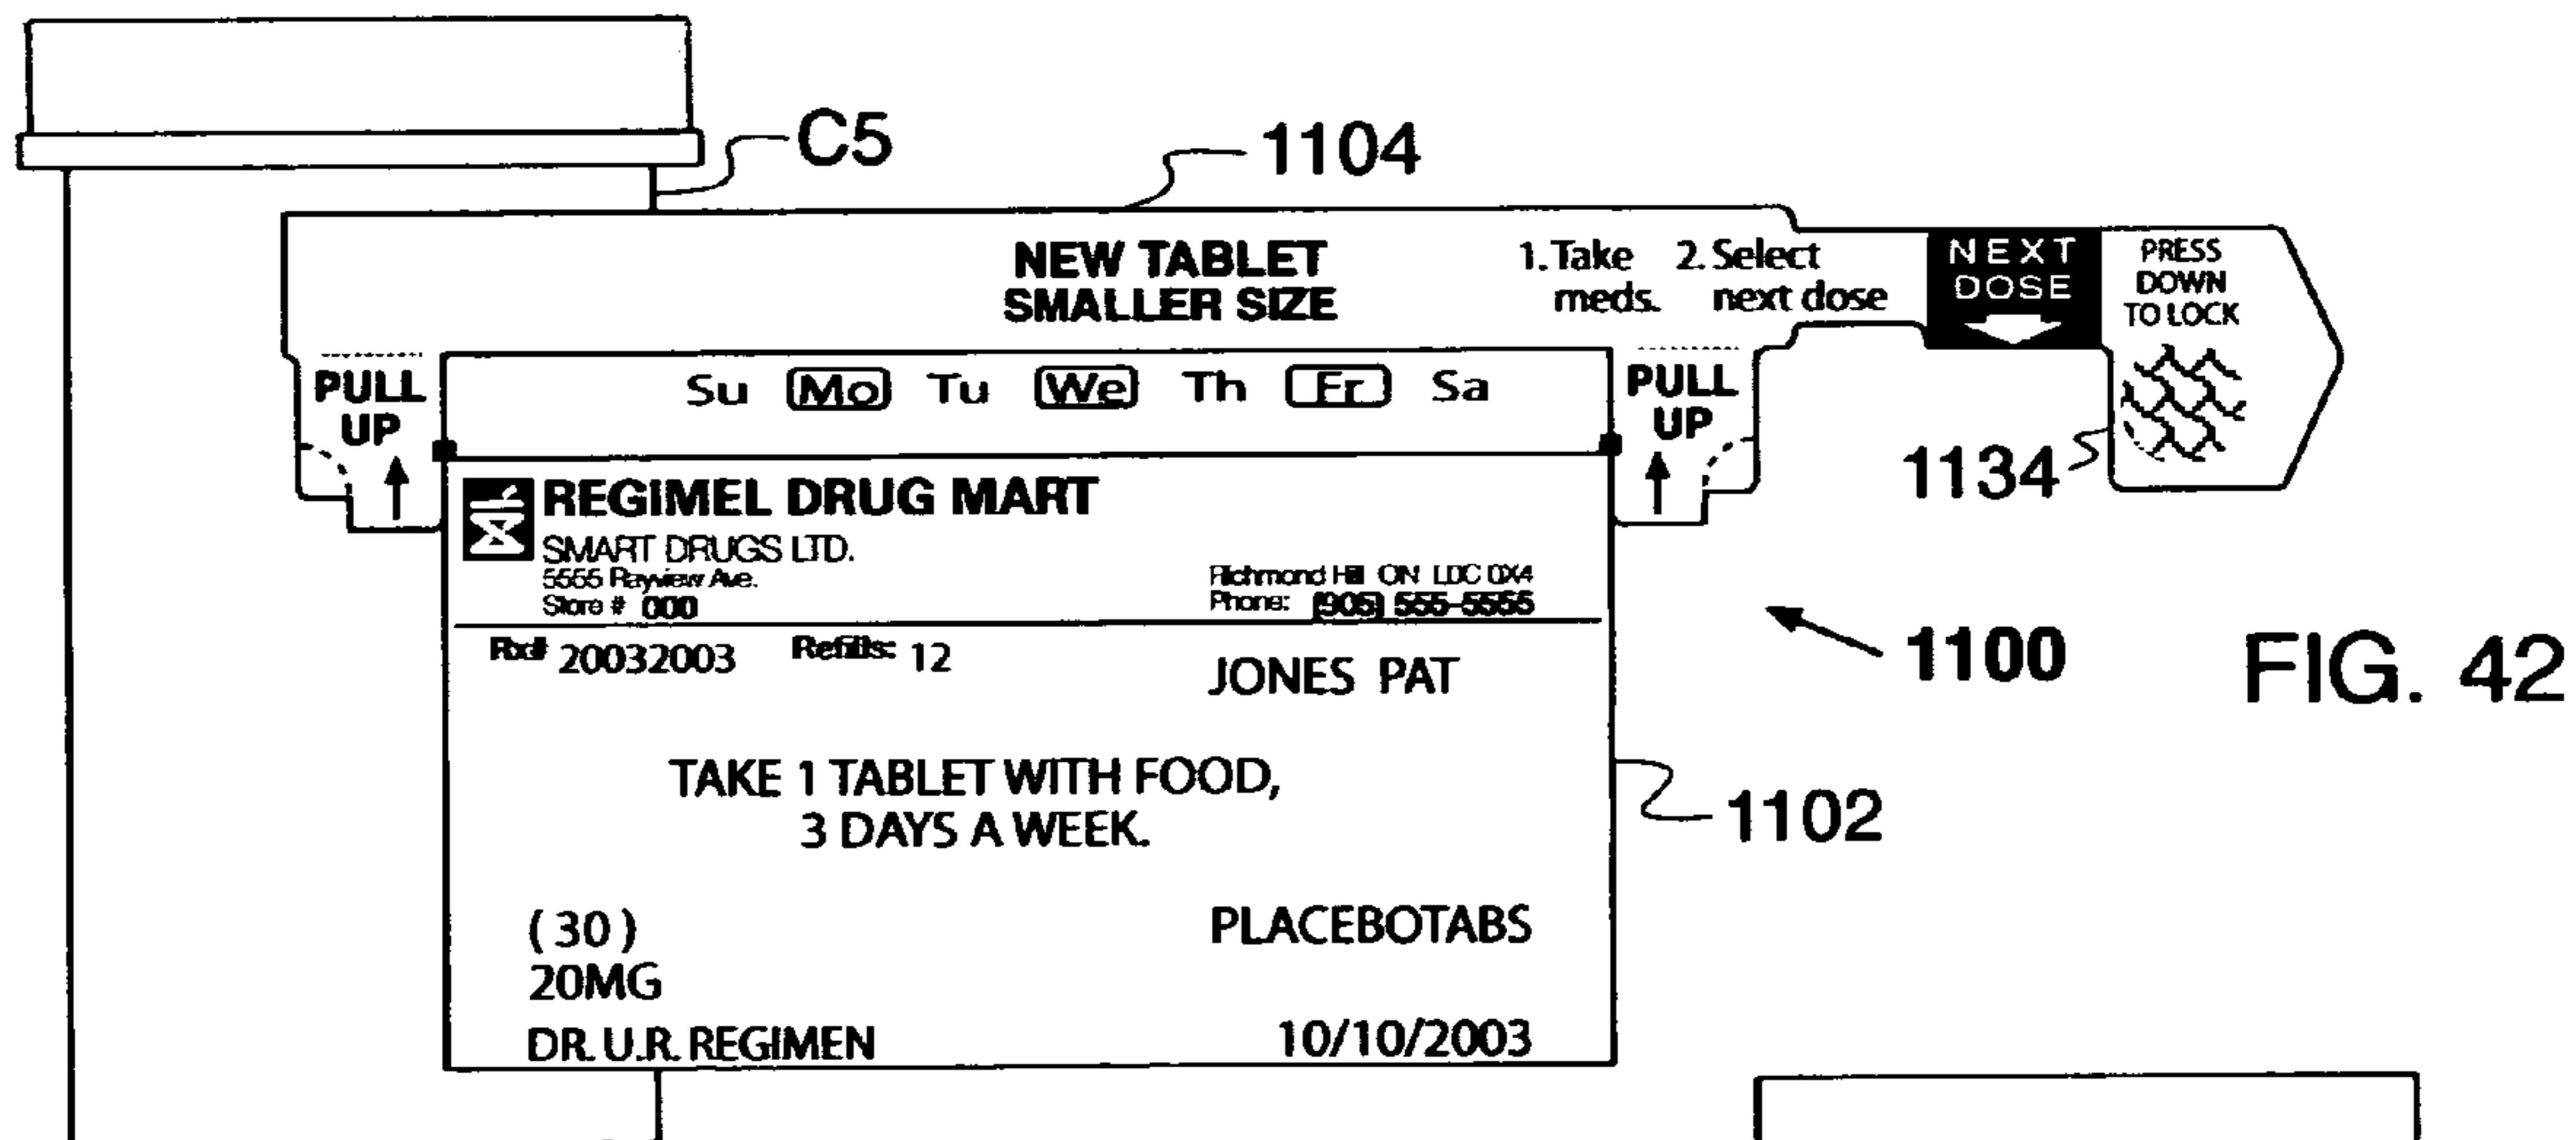 C5
1104
NEW TABLET
SMALLER SIZE
1. Take meds.
2. Select next dose
NEXT
DOSE
PRESS
DOWN
TO LOCK
PULL
UP
Su Mo Tu We Th Fr Sa
PULL
UP
1134
REGIMEL DRUG MART
SMART DRUGS LTD.
5555 Rayview Ave.
Store # 000
Richmond Hill ON LDC 0X4
Phone: (905) 555-5555
1100
FIG. 42
Rx# 20032003 Refills: 12
JONES PAT
TAKE 1 TABLET WITH FOOD,
3 DAYS A WEEK.
1102
(30)
20MG
PLACEBOTABS
DR. U.R. REGIMEN
10/10/2003